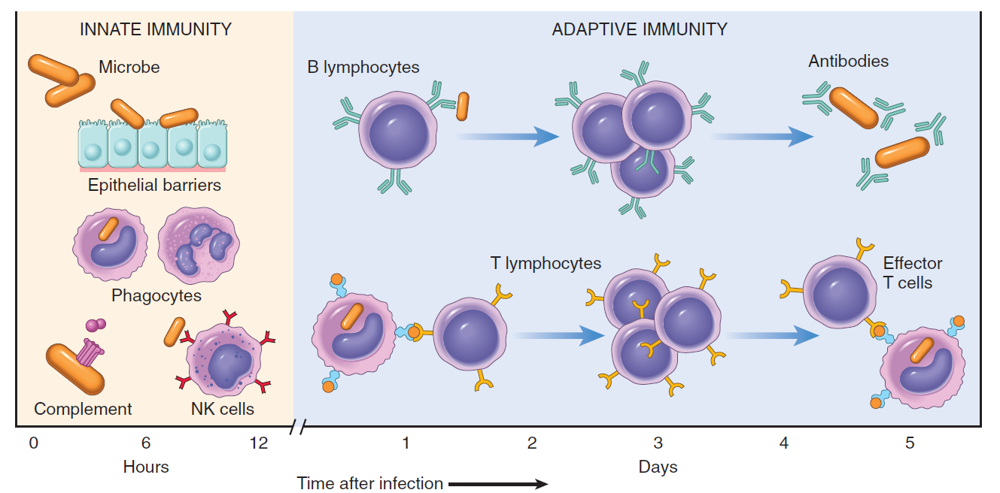 INNATE IMMUNITY
ADAPTIVE IMMUNITY
Microbe
B lymphocytes
Antibodies
Epithelial barriers
Phagocytes
T lymphocytes
Effector
T cells
Complement
NK cells
0 6 12 1 2 3 4 5
Hours
Days
Time after infection